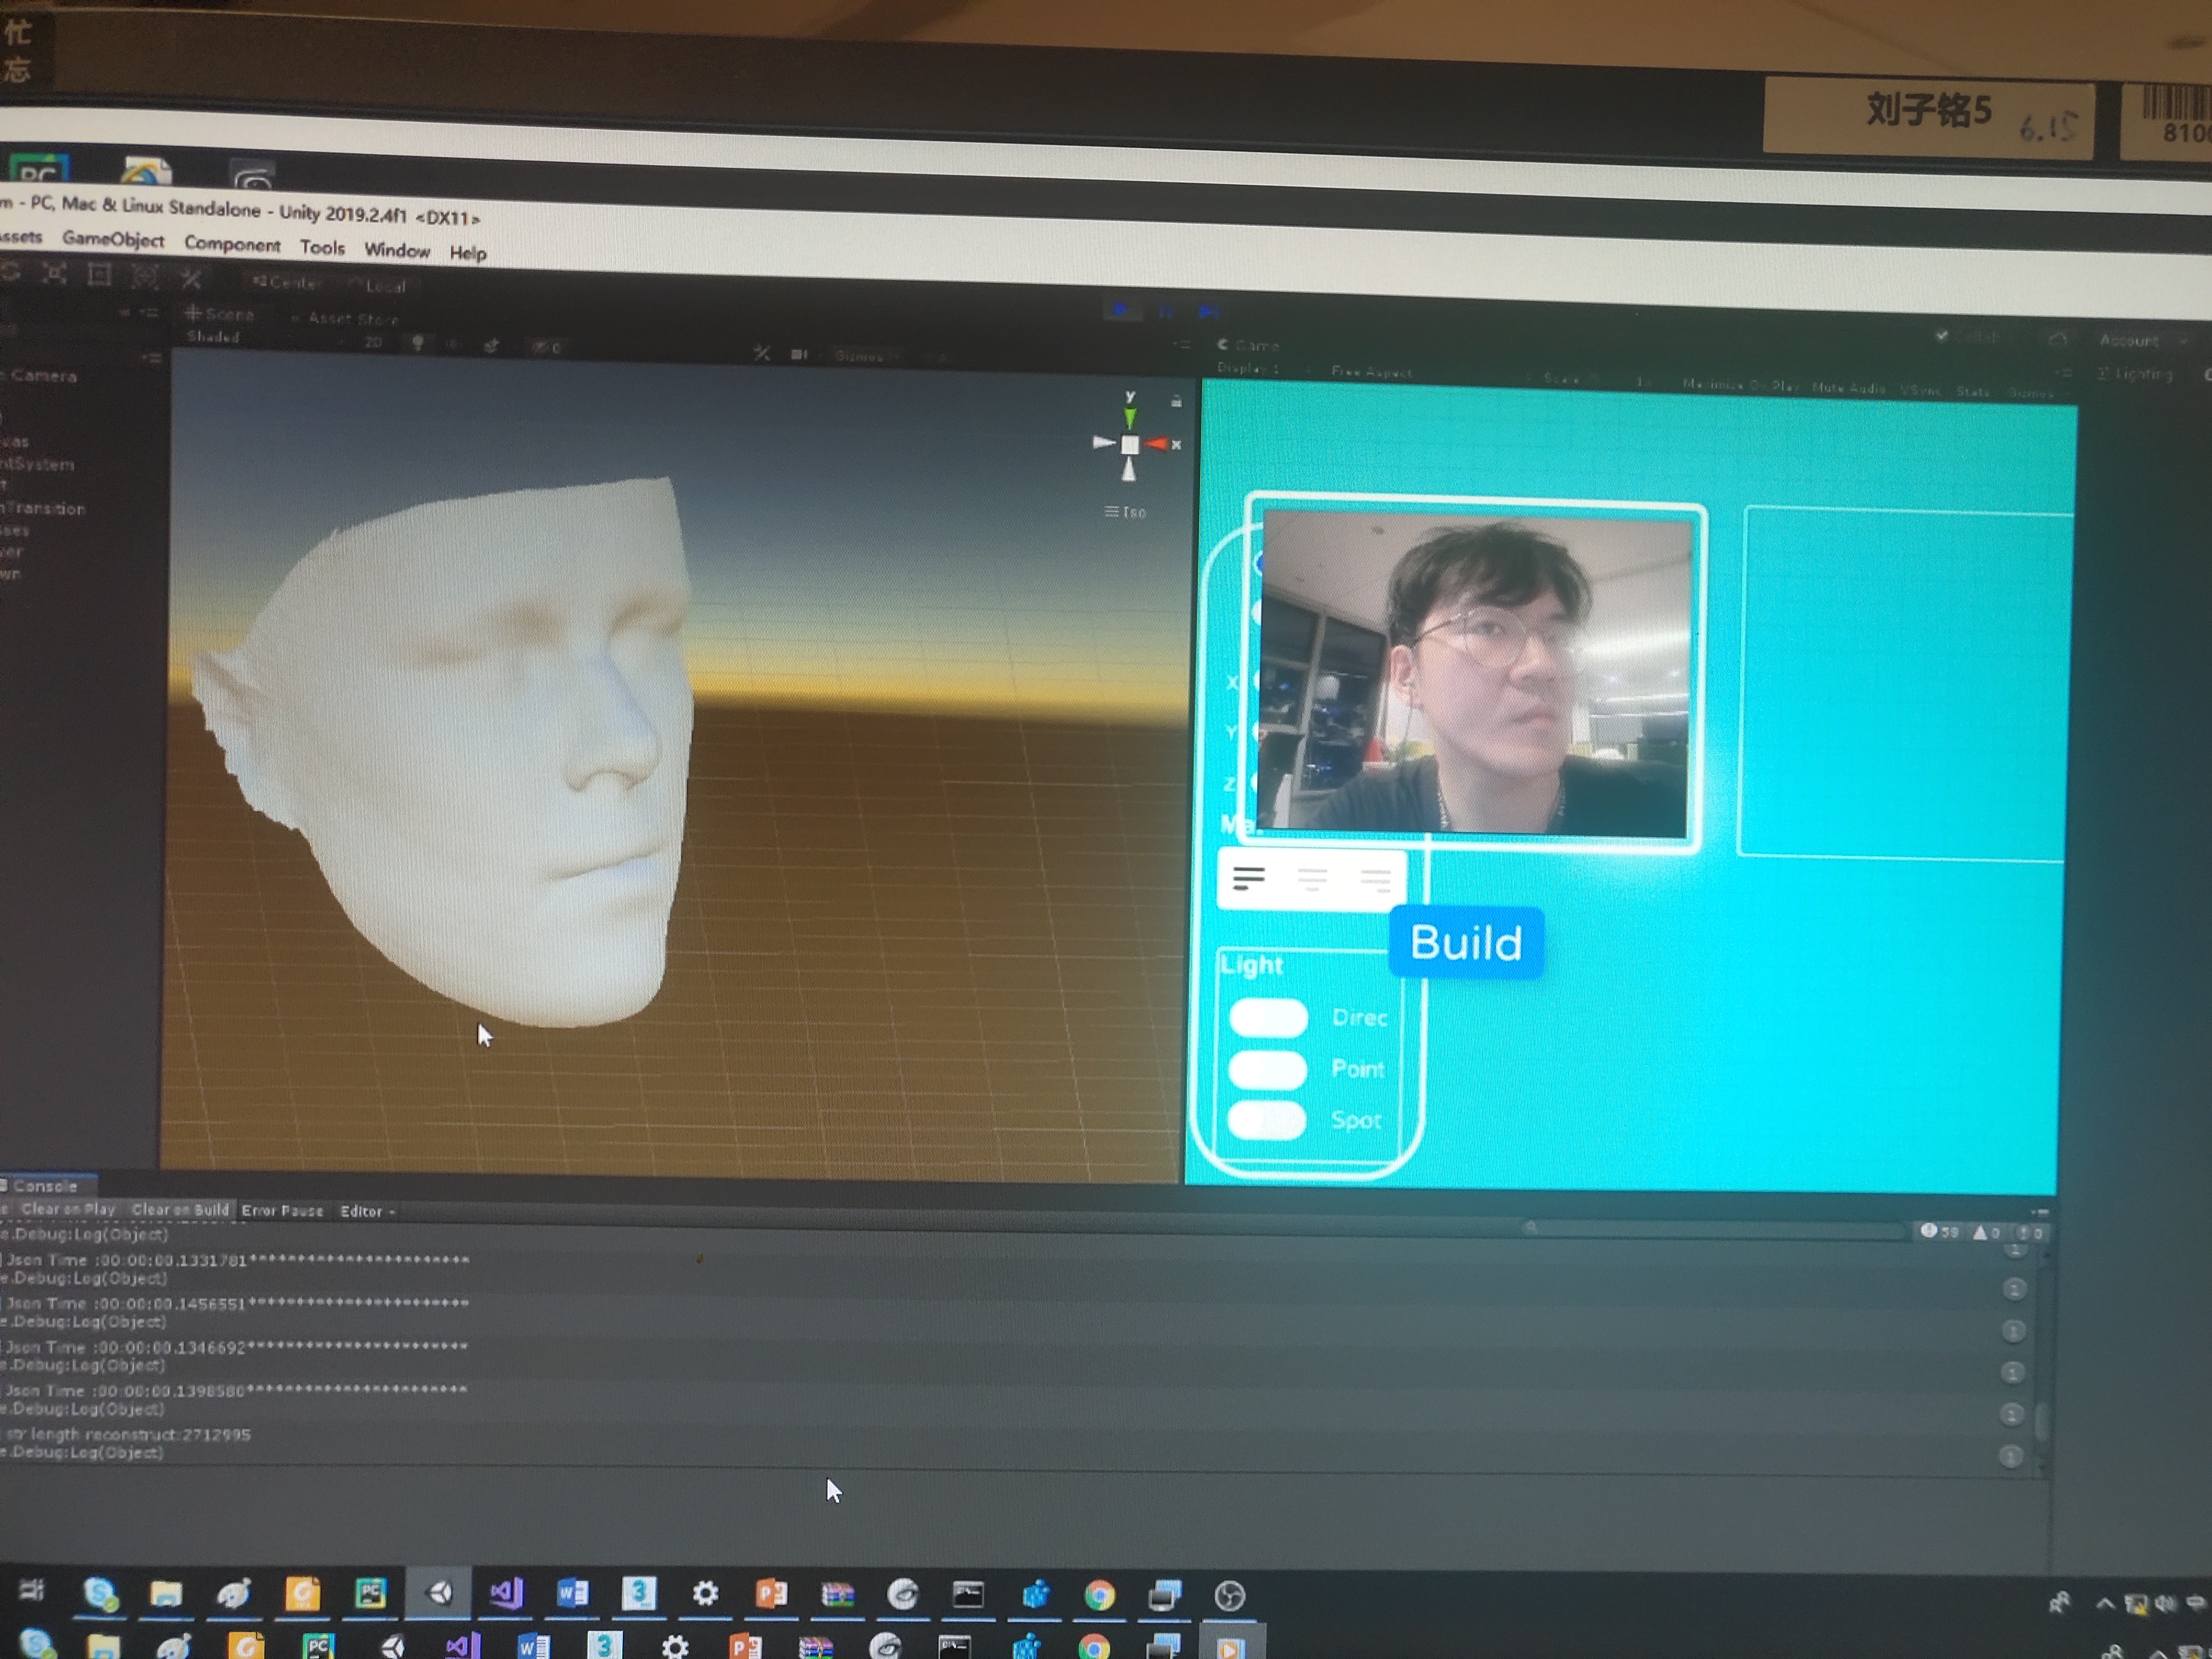 忙
忘
刘子铭5 6.15
810
m - PC, Mac & Linux Standalone - Unity 2019.2.4f1 <DX11>
ssets GameObject Component Tools Window Help
Center Local
Scene Asset Store
Shaded 2D Gizmos
Game
Display 1 Free Aspect Scale 1x Maximize On Play Mute Audio VSync Stats Gizmos
Collab Account
Lighting
Camera
ntSystem
nTransition
y
x
Iso
X
Y
Z
Build
Light
Direc
Point
Spot
Console
Clear on Play Clear on Build Error Pause Editor
59 0 0
e.Debug:Log(Object)
Json Time :00:00:00.1331781***********************
e.Debug:Log(Object)
Json Time :00:00:00.1456551***********************
e.Debug:Log(Object)
Json Time :00:00:00.1346692***********************
e.Debug:Log(Object)
Json Time :00:00:00.1398580***********************
e.Debug:Log(Object)
str length reconstruct:2712995
e.Debug:Log(Object)